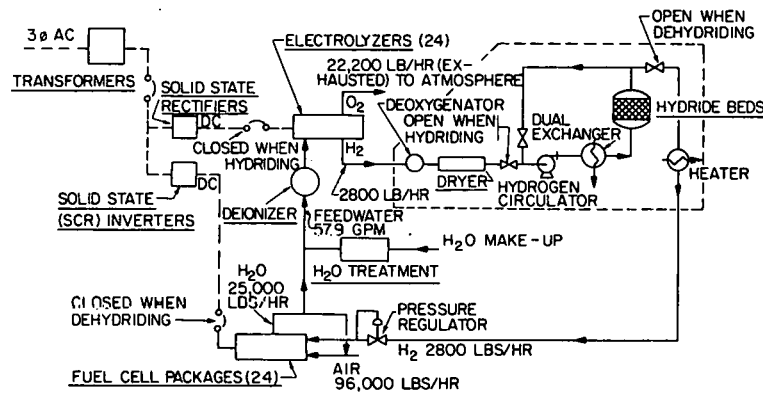 3ø AC
TRANSFORMERS
SOLID STATE
RECTIFIERS
DC
CLOSED WHEN
HYDRIDING
ELECTROLYZERS (24)
22,200 LB/HR (EX-
HAUSTED) TO ATMOSPHERE
O2
H2
DEOXYGENATOR
OPEN WHEN
HYDRIDING
OPEN WHEN
DEHYDRIDING
HYDRIDE BEDS
DUAL
EXCHANGER
HEATER
DRYER
HYDROGEN
CIRCULATOR
2800 LB/HR
SOLID STATE
(SCR) INVERTERS
DC
DEIONIZER
FEEDWATER
57.9 GPM
H2O MAKE-UP
H2O TREATMENT
H2O
25,000
LDS/HR
CLOSED WHEN
DEHYDRIDING
PRESSURE
REGULATOR
H2 2800 LBS/HR
AIR
96,000 LBS/HR
FUEL CELL PACKAGES (24)